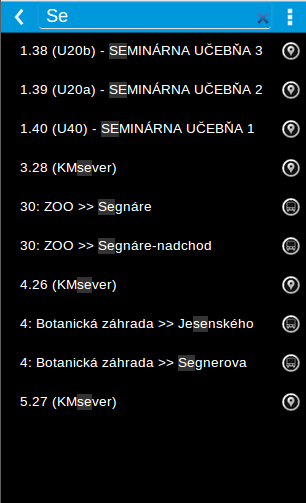 Se
1.38 (U20b) - SEMINÁRNA UČEBŇA 3
1.39 (U20a) - SEMINÁRNA UČEBŇA 2
1.40 (U40) - SEMINÁRNA UČEBŇA 1
3.28 (KMsever)
30: ZOO >> Segnáre
30: ZOO >> Segnáre-nadchod
4.26 (KMsever)
4: Botanická záhrada >> Jesenského
4: Botanická záhrada >> Segnerova
5.27 (KMsever)